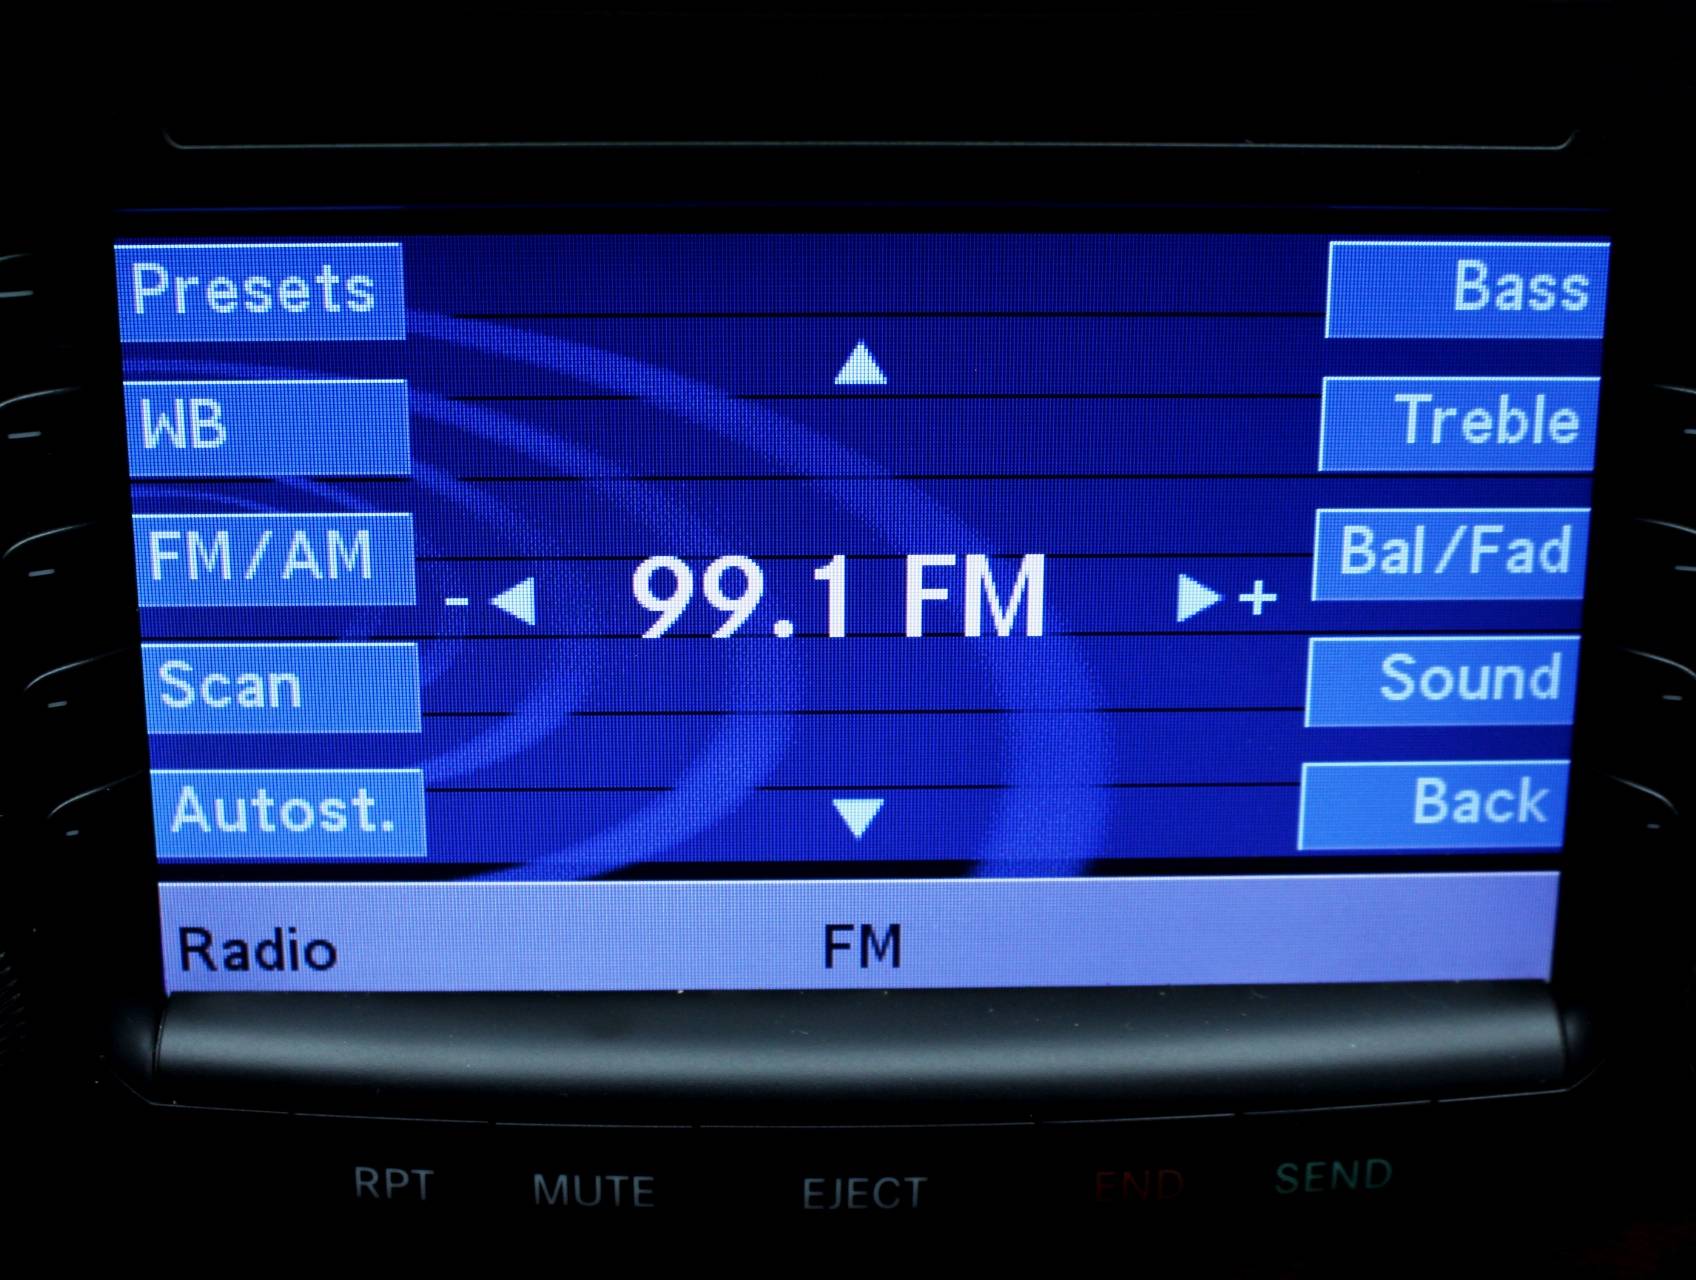 Presets
Bass
WB
Treble
FM/AM
Bal/Fad
- 99.1 FM +
Scan
Sound
Autost.
Back
Radio FM
RPT MUTE EJECT END SEND